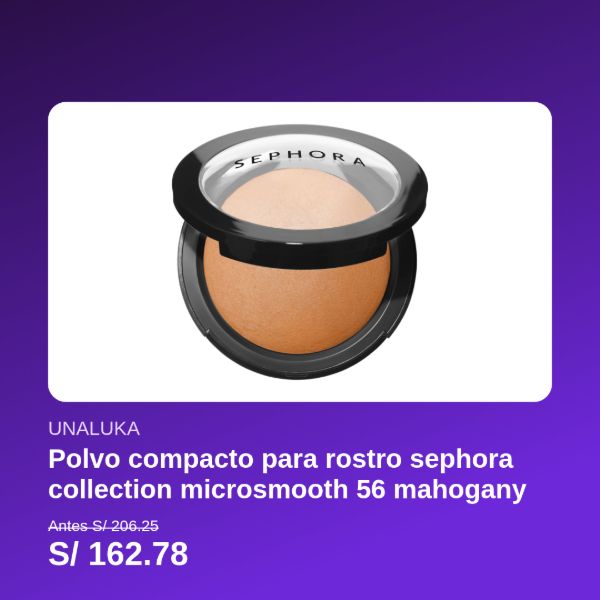 SEPHORA
UNALUKA
Polvo compacto para rostro sephora
collection microsmooth 56 mahogany
Antes S/ 206.25
S/ 162.78